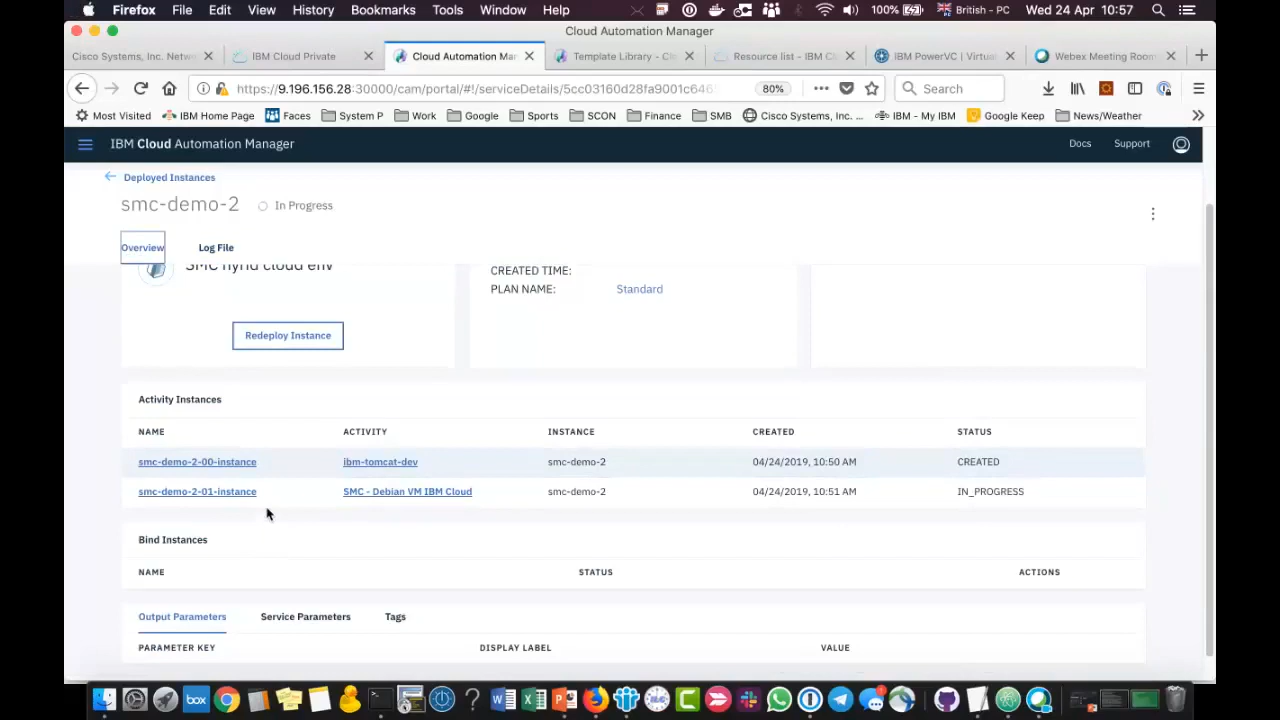 Firefox File Edit View History Bookmarks Tools Window Help 100% British - PC Wed 24 Apr 10:57
Cloud Automation Manager
Cisco Systems, Inc. Netw
IBM Cloud Private
Cloud Automation Mar
Template Library - Cl
Resource list - IBM Cl
IBM PowerVC | Virtual
Webex Meeting Room
https://9.196.156.28:30000/cam/portal/#!/serviceDetails/5cc03160d28fa9001c646 80% Search
Most Visited IBM Home Page Faces System P Work Google Sports SCON Finance SMB Cisco Systems, Inc. ... IBM - My IBM Google Keep News/Weather
IBM Cloud Automation Manager Docs Support
Deployed Instances
smc-demo-2 In Progress
Overview Log File
SMC hyrid cloud env
CREATED TIME:
PLAN NAME: Standard
Redeploy Instance
Activity Instances
NAME ACTIVITY INSTANCE CREATED STATUS
smc-demo-2-00-instance ibm-tomcat-dev smc-demo-2 04/24/2019, 10:50 AM CREATED
smc-demo-2-01-instance SMC - Debian VM IBM Cloud smc-demo-2 04/24/2019, 10:51 AM IN_PROGRESS
Bind Instances
NAME STATUS ACTIONS
Output Parameters Service Parameters Tags
PARAMETER KEY DISPLAY LABEL VALUE
box